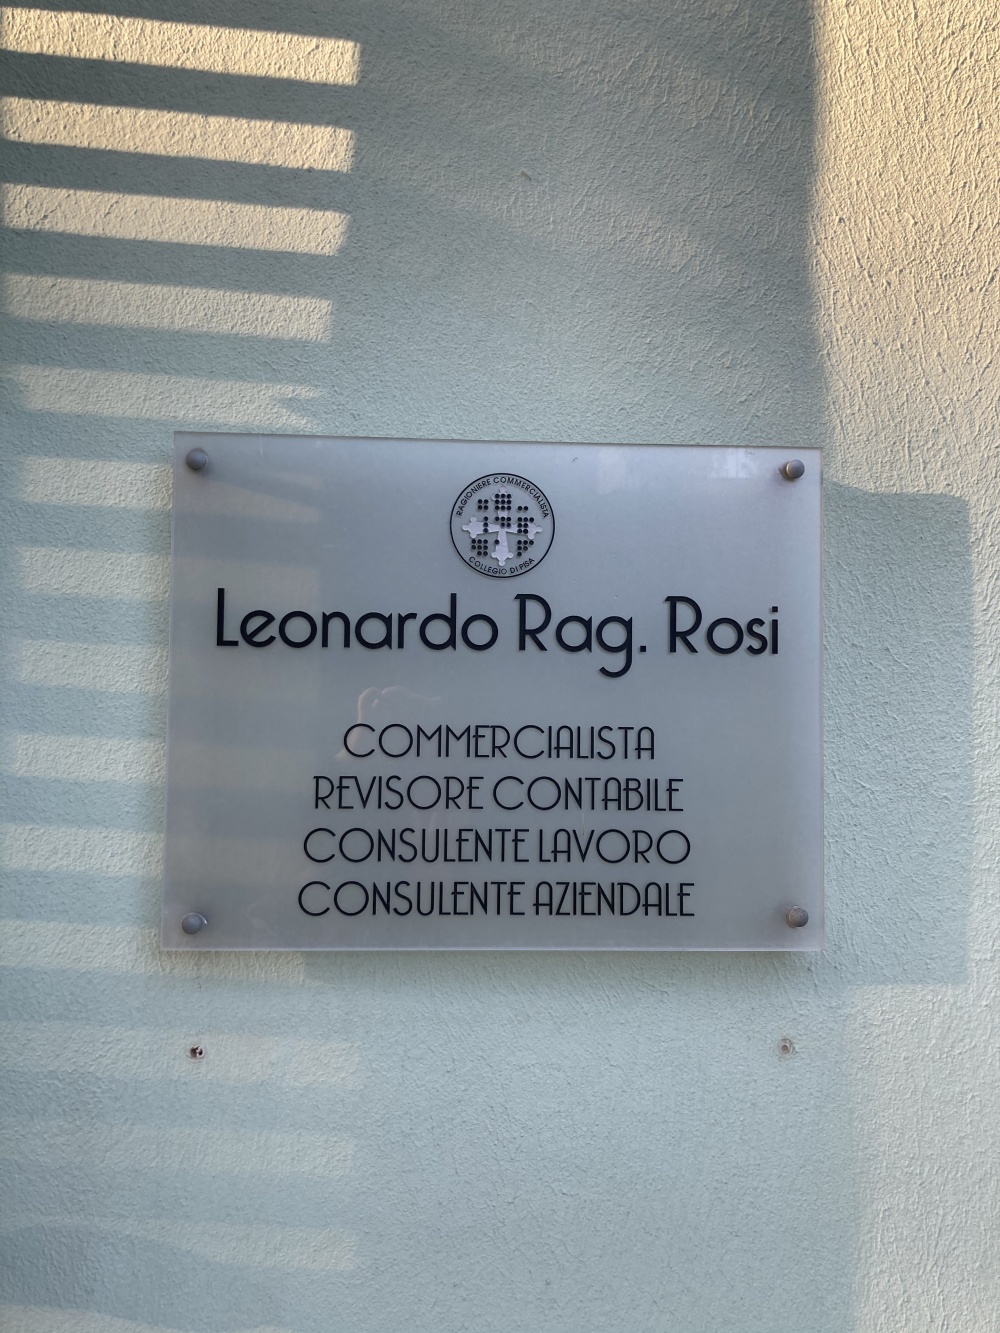 RAGIONIERE COMMERCIALISTA
COLLEGIO DI PISA
Leonardo Rag. Rosi
COMMERCIALISTA
REVISORE CONTABILE
CONSULENTE LAVORO
CONSULENTE AZIENDALE